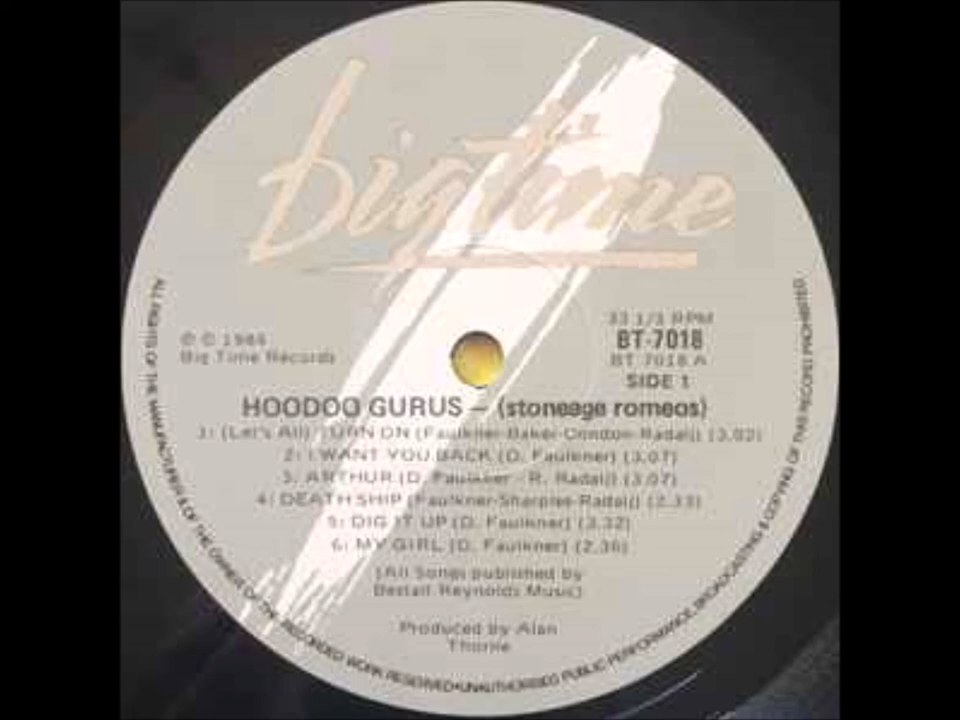 BigTime
33 1/3 RPM
BT-7018
BT 7018 A
SIDE 1
Big Time Records
HOODOO GURUS - (stoneage romeos)
1: (Let's All) TURN ON (Faulkner-Baker-Condon-Radalj) (3.02)
2: I WANT YOU BACK (D. Faulkner) (3.07)
3: ARTHUR (D. Faulkner - R. Radalj) (3.07)
4: DEATH SHIP (Faulkner-Sharples-Radalj) (2.33)
5: DIG IT UP (D. Faulkner) (3.32)
6: MY GIRL (D. Faulkner) (2.36)
(All Songs published by
Bestall Reynolds Music)
Produced by Alan
Thorne
ALL RIGHTS OF THE MANUFACTURER & OF THE OWNER OF THE RECORDED WORK RESERVED•UNAUTHORISED PUBLIC PERFORMANCE, BROADCASTING & COPYING OF THIS RECORD PROHIBITED